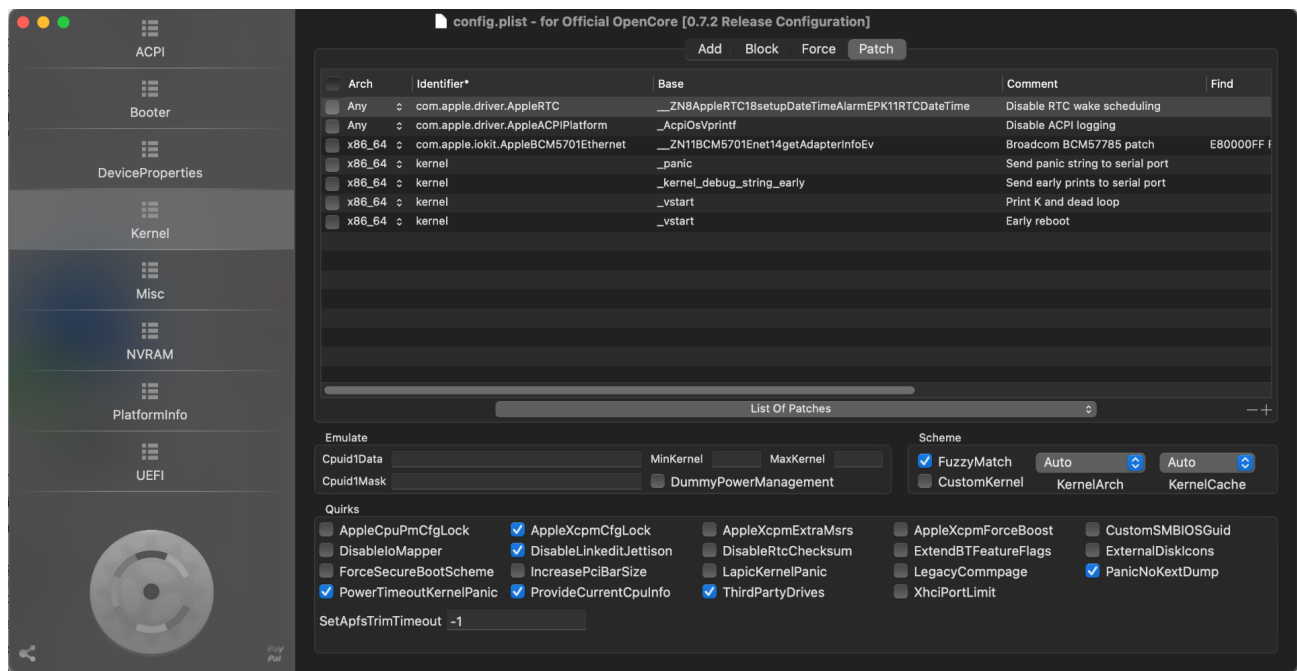 config.plist - for Official OpenCore [0.7.2 Release Configuration]
ACPI
Booter
DeviceProperties
Kernel
Misc
NVRAM
PlatformInfo
UEFI
Pay
Pal
Add Block Force Patch
Arch Identifier* Base Comment Find
Any com.apple.driver.AppleRTC __ZN8AppleRTC18setupDateTimeAlarmEPK11RTCDateTime Disable RTC wake scheduling
Any com.apple.driver.AppleACPIPlatform _AcpiOsVprintf Disable ACPI logging
x86_64 com.apple.iokit.AppleBCM5701Ethernet __ZN11BCM5701Enet14getAdapterInfoEv Broadcom BCM57785 patch E80000FF
x86_64 kernel _panic Send panic string to serial port
x86_64 kernel _kernel_debug_string_early Send early prints to serial port
x86_64 kernel _vstart Print K and dead loop
x86_64 kernel _vstart Early reboot
List Of Patches
Emulate
Cpuid1Data MinKernel MaxKernel
Cpuid1Mask DummyPowerManagement
Scheme
FuzzyMatch Auto Auto
CustomKernel KernelArch KernelCache
Quirks
AppleCpuPmCfgLock AppleXcpmCfgLock AppleXcpmExtraMsrs AppleXcpmForceBoost CustomSMBIOSGuid
DisableIoMapper DisableLinkeditJettison DisableRtcChecksum ExtendBTFeatureFlags ExternalDiskIcons
ForceSecureBootScheme IncreasePciBarSize LapicKernelPanic LegacyCommpage PanicNoKextDump
PowerTimeoutKernelPanic ProvideCurrentCpuInfo ThirdPartyDrives XhciPortLimit
SetApfsTrimTimeout -1